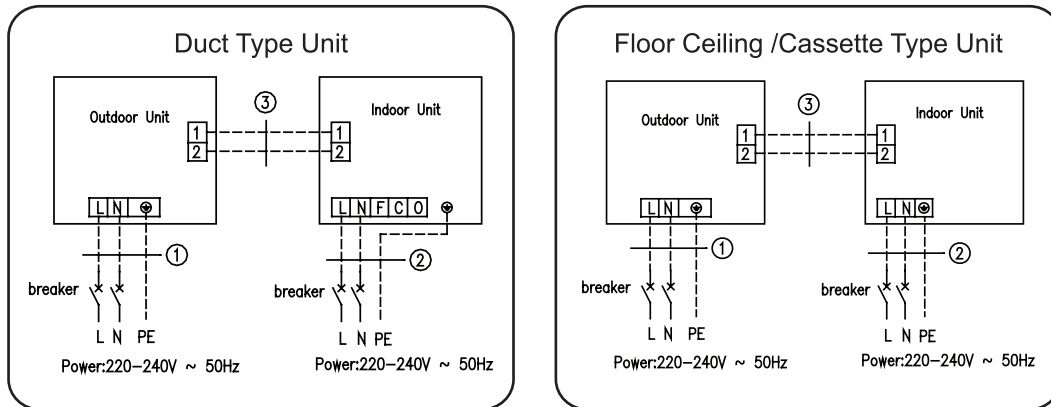 Duct Type Unit
Outdoor Unit
③
Indoor Unit
1 1
2 2
L N
L N F C O
①
②
breaker
breaker
L N PE
L N PE
Power:220–240V ~ 50Hz
Power:220–240V ~ 50Hz
Floor Ceiling /Cassette Type Unit
Outdoor Unit
③
Indoor Unit
1 1
2 2
L N
L N
①
②
breaker
breaker
L N PE
L N PE
Power:220–240V ~ 50Hz
Power:220–240V ~ 50Hz